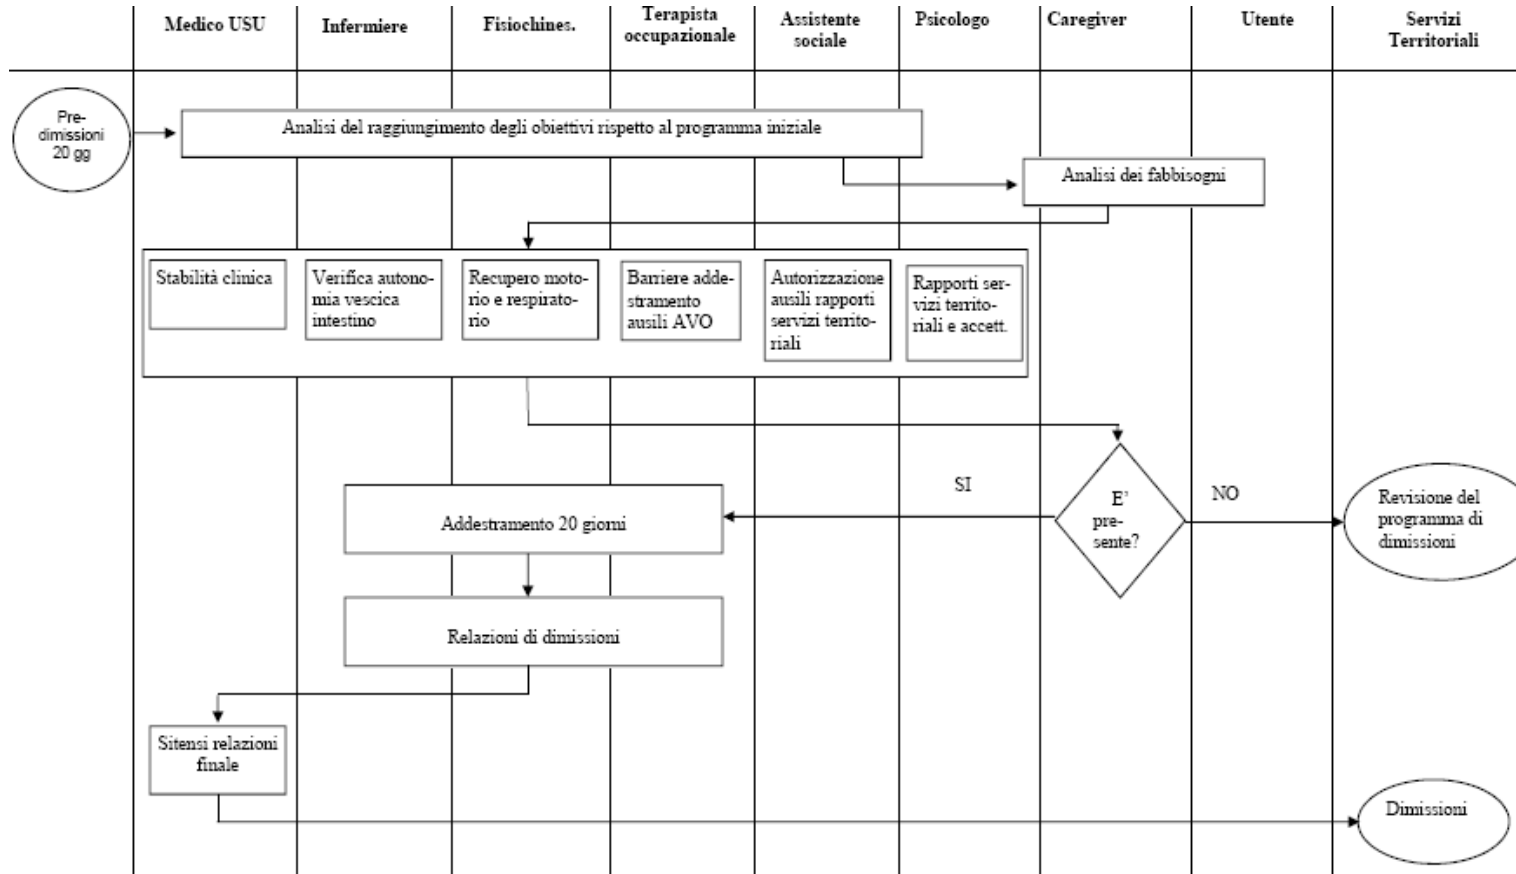 Medico USU
Infermiere
Fisiochines.
Terapista
occupazionale
Assistente
sociale
Psicologo
Caregiver
Utente
Servizi
Territoriali
Pre-
dimissioni
20 gg
Analisi del raggiungimento degli obiettivi rispetto al programma iniziale
Analisi dei fabbisogni
Stabilità clinica
Verifica autono-
mia vescica
intestino
Recupero moto-
rio e respirato-
rio
Barriere adde-
stramento
ausili AVO
Autorizzazione
ausili rapporti
servizi territo-
riali
Rapporti ser-
vizi territo-
riali e accett.
SI
E’
pre-
sente?
NO
Revisione del
programma di
dimissioni
Addestramento 20 giorni
Relazioni di dimissioni
Sitensi relazioni
finale
Dimissioni